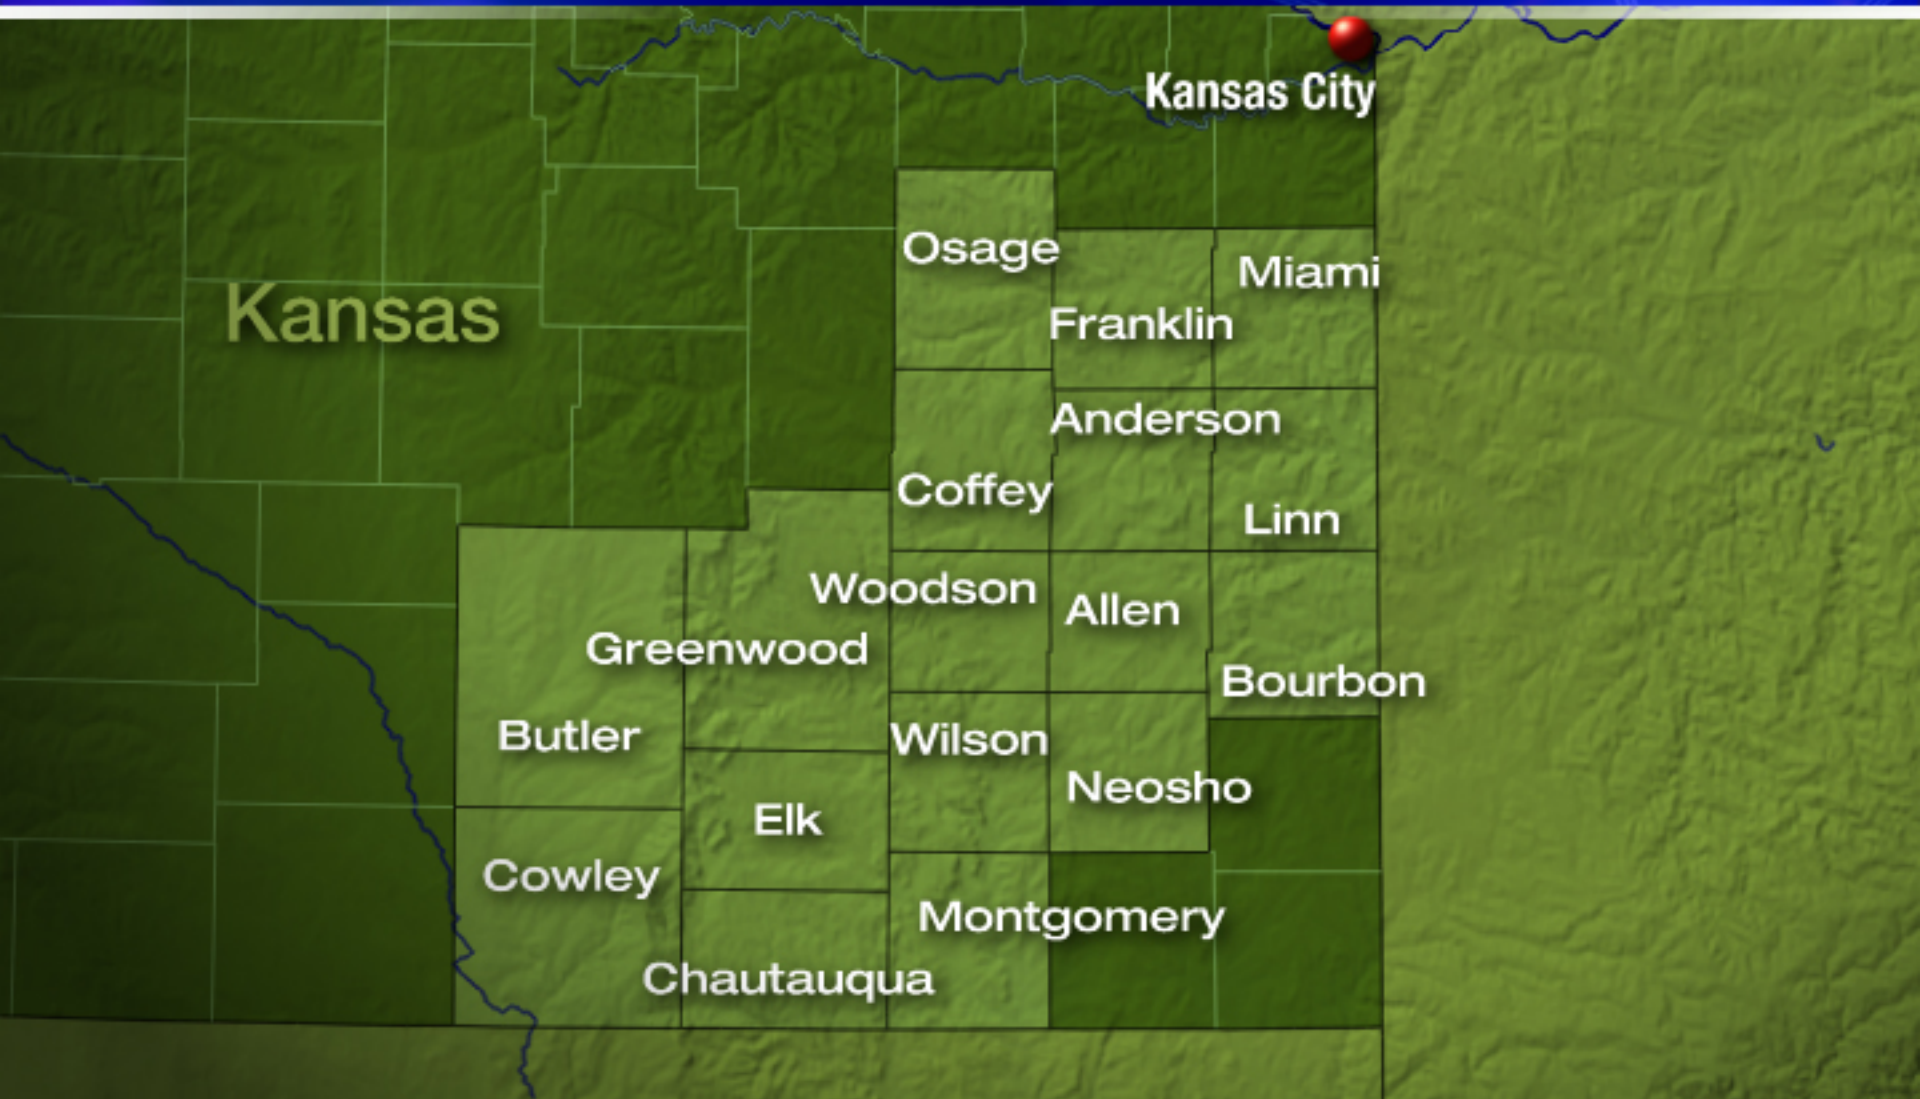 Kansas City
Osage
Miami
Kansas
Franklin
Anderson
Coffey
Linn
Woodson
Allen
Greenwood
Bourbon
Butler
Wilson
Neosho
Elk
Cowley
Montgomery
Chautauqua